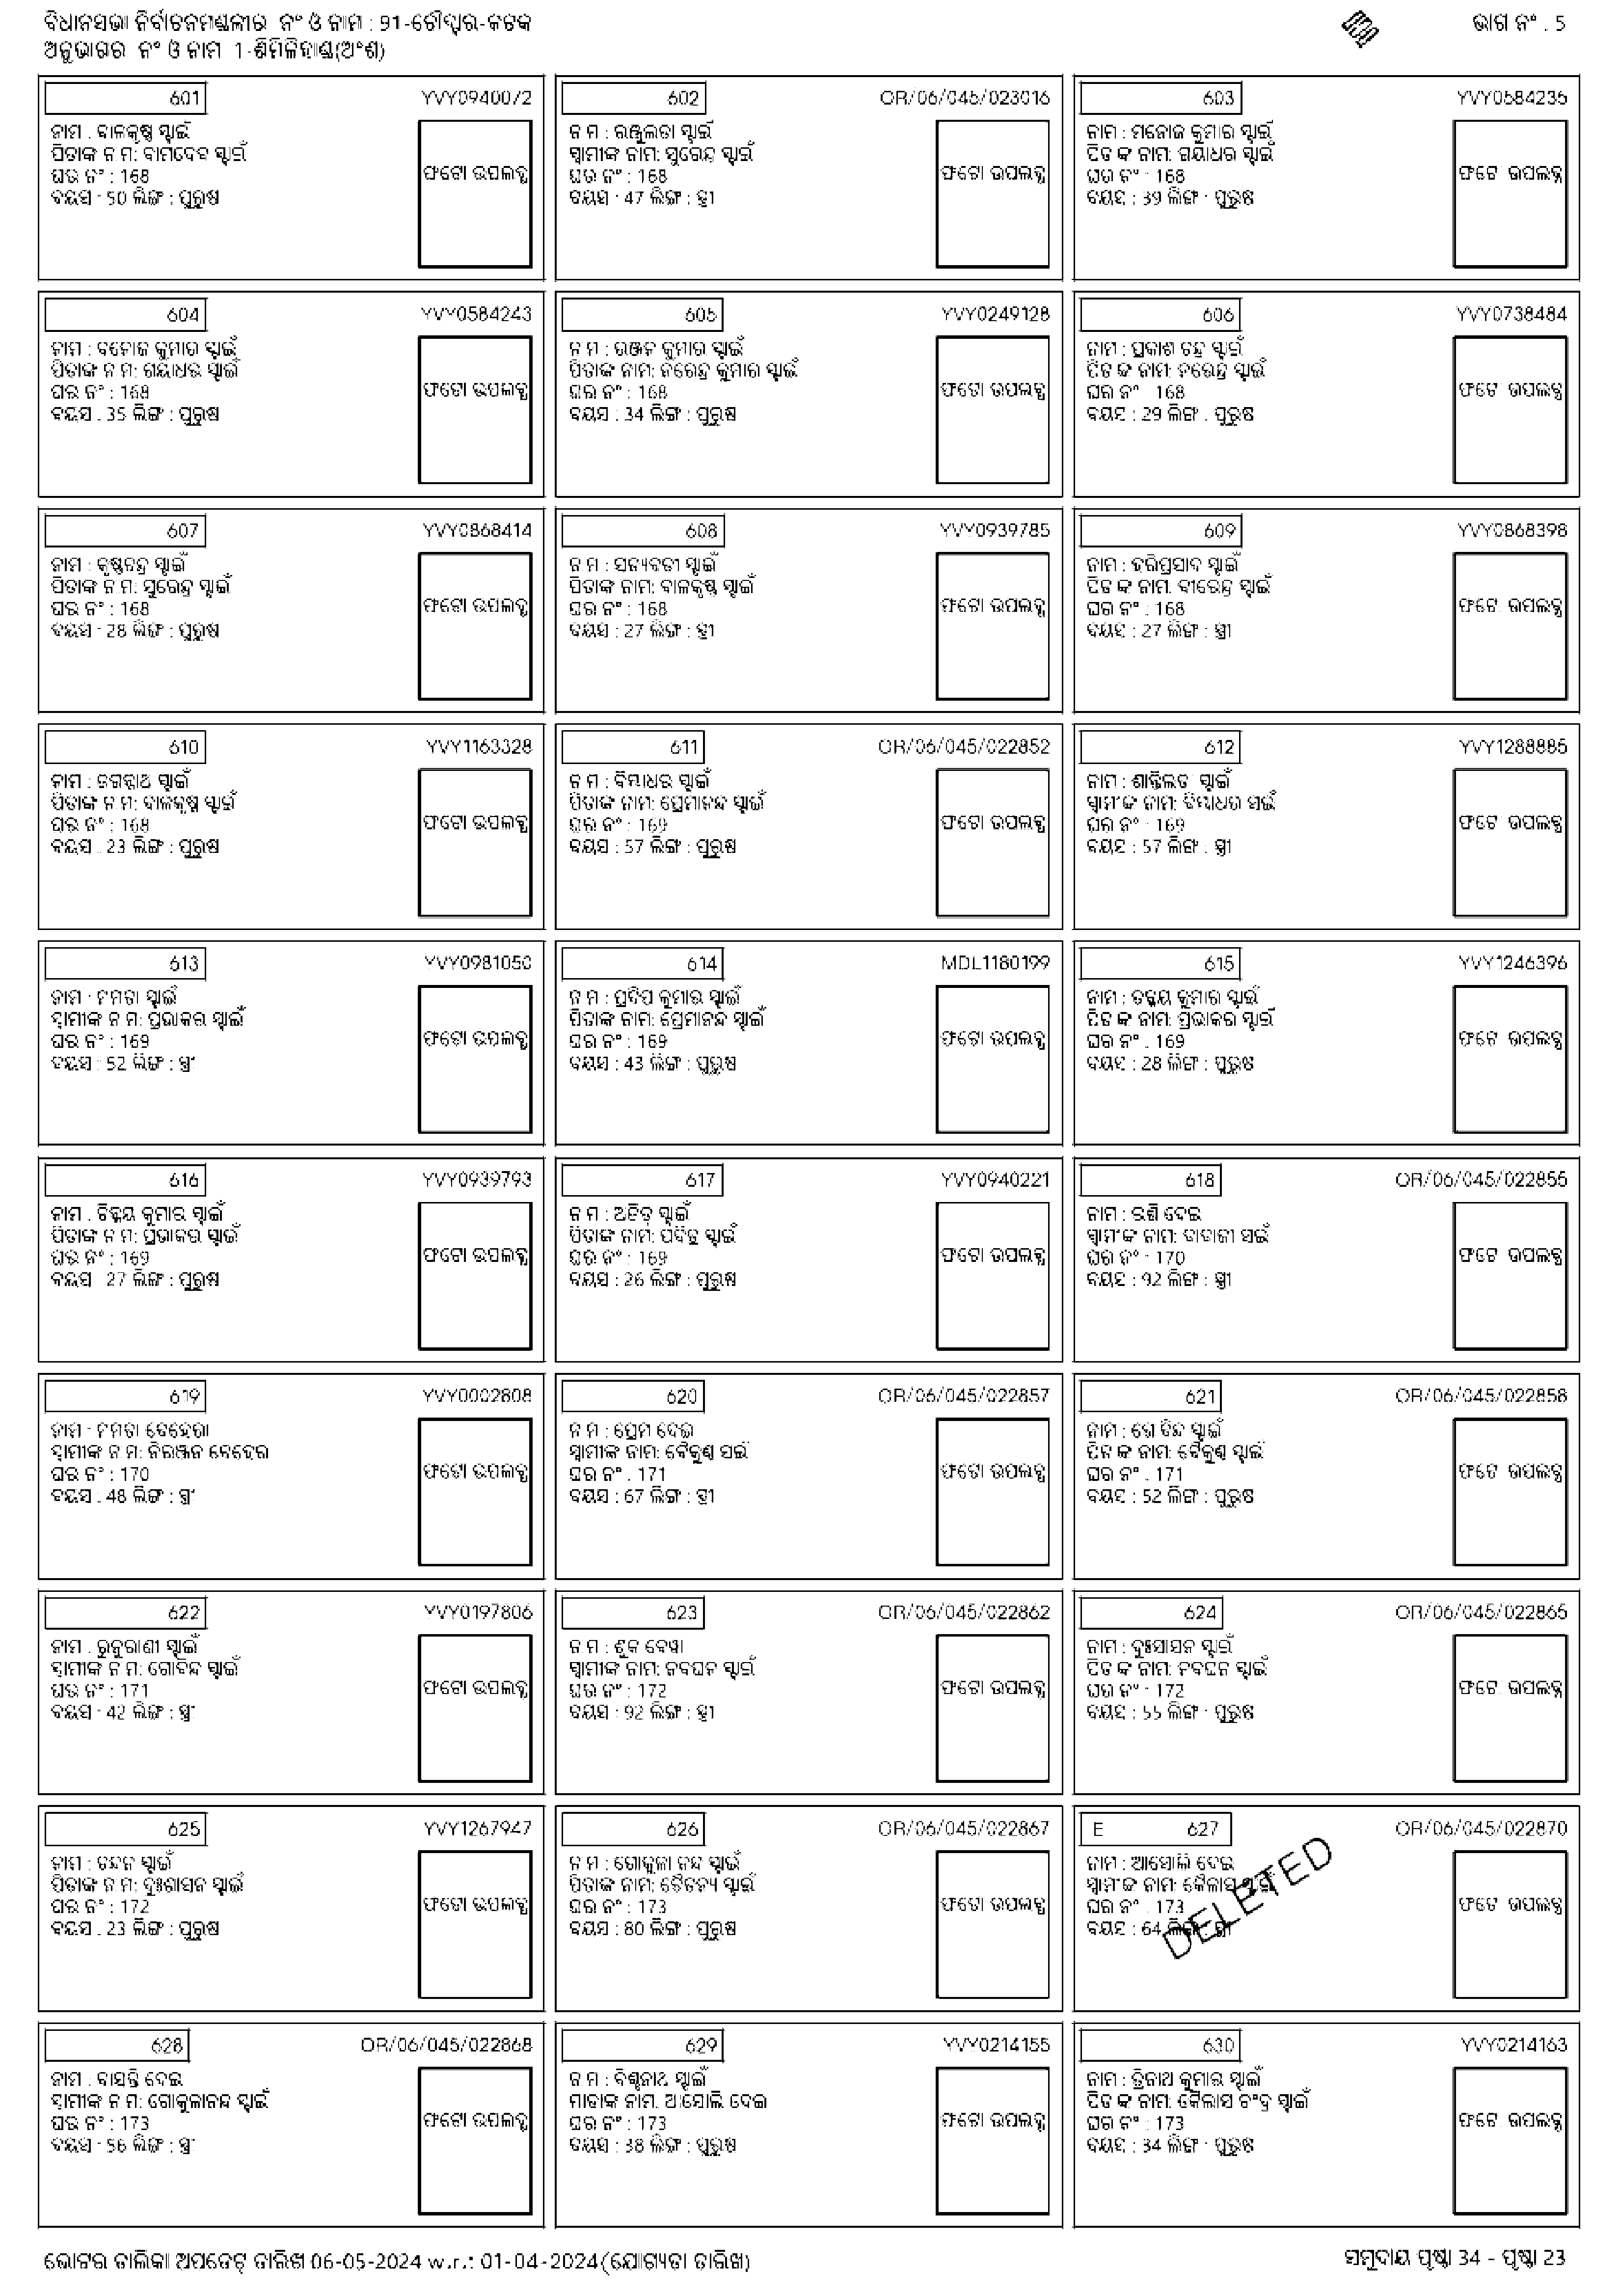 ବିଧାନସଭା ନିର୍ବାଚନମଣ୍ଡଳୀର ନଂ ଓ ନାମ : 91-ଚୌଦ୍ୱାର-କଟକ
ଭାଗ ନଂ . 5
ଅନୁଭାଗର ନଂ ଓ ନାମ 1-ଶିମିଳିହାଣ୍ଡ(ଅଂଶ)
601 YVY0940072
ନାମ : ବାଳକୃଷ୍ଣ ସ୍ୱାଇଁ
ପିତାଙ୍କ ନାମ: ବାମଦେବ ସ୍ୱାଇଁ
ଘର ନଂ : 168
ବୟସ : 50 ଲିଙ୍ଗ : ପୁରୁଷ
ଫଟୋ ଉପଲବ୍ଧ
602 OR/06/045/023016
ନାମ : ରଞ୍ଜୁଲତା ସ୍ୱାଇଁ
ସ୍ୱାମୀଙ୍କ ନାମ: ସୁରେନ୍ଦ୍ର ସ୍ୱାଇଁ
ଘର ନଂ : 168
ବୟସ : 47 ଲିଙ୍ଗ : ସ୍ତ୍ରୀ
ଫଟୋ ଉପଲବ୍ଧ
603 YVY0584235
ନାମ : ମନୋଜ କୁମାର ସ୍ୱାଇଁ
ପିତାଙ୍କ ନାମ: ଗୟାଧର ସ୍ୱାଇଁ
ଘର ନଂ : 168
ବୟସ : 39 ଲିଙ୍ଗ : ପୁରୁଷ
ଫଟୋ ଉପଲବ୍ଧ
604 YVY0584243
ନାମ : ବନୋଜ କୁମାର ସ୍ୱାଇଁ
ପିତାଙ୍କ ନାମ: ଗୟାଧର ସ୍ୱାଇଁ
ଘର ନଂ : 168
ବୟସ : 35 ଲିଙ୍ଗ : ପୁରୁଷ
ଫଟୋ ଉପଲବ୍ଧ
605 YVY0249128
ନାମ : ରଞ୍ଜନ କୁମାର ସ୍ୱାଇଁ
ପିତାଙ୍କ ନାମ: ନରେନ୍ଦ୍ର କୁମାର ସ୍ୱାଇଁ
ଘର ନଂ : 168
ବୟସ : 34 ଲିଙ୍ଗ : ପୁରୁଷ
ଫଟୋ ଉପଲବ୍ଧ
606 YVY0738484
ନାମ : ପ୍ରକାଶ ଚନ୍ଦ୍ର ସ୍ୱାଇଁ
ପିତାଙ୍କ ନାମ: ନରେନ୍ଦ୍ର ସ୍ୱାଇଁ
ଘର ନଂ : 168
ବୟସ : 29 ଲିଙ୍ଗ : ପୁରୁଷ
ଫଟୋ ଉପଲବ୍ଧ
607 YVY0868414
ନାମ : କୃଷ୍ଣଚନ୍ଦ୍ର ସ୍ୱାଇଁ
ପିତାଙ୍କ ନାମ: ସୁରେନ୍ଦ୍ର ସ୍ୱାଇଁ
ଘର ନଂ : 168
ବୟସ : 28 ଲିଙ୍ଗ : ପୁରୁଷ
ଫଟୋ ଉପଲବ୍ଧ
608 YVY0939785
ନାମ : ସତ୍ୟବତୀ ସ୍ୱାଇଁ
ପିତାଙ୍କ ନାମ: ବାଳକୃଷ୍ଣ ସ୍ୱାଇଁ
ଘର ନଂ : 168
ବୟସ : 27 ଲିଙ୍ଗ : ସ୍ତ୍ରୀ
ଫଟୋ ଉପଲବ୍ଧ
609 YVY0868398
ନାମ : ହରିପ୍ରସାଦ ସ୍ୱାଇଁ
ପିତାଙ୍କ ନାମ: ବୀରେନ୍ଦ୍ର ସ୍ୱାଇଁ
ଘର ନଂ : 168
ବୟସ : 27 ଲିଙ୍ଗ : ସ୍ତ୍ରୀ
ଫଟୋ ଉପଲବ୍ଧ
610 YVY1163328
ନାମ : ଜଗନ୍ନାଥ ସ୍ୱାଇଁ
ପିତାଙ୍କ ନାମ: ବାଳକୃଷ୍ଣ ସ୍ୱାଇଁ
ଘର ନଂ : 168
ବୟସ : 23 ଲିଙ୍ଗ : ପୁରୁଷ
ଫଟୋ ଉପଲବ୍ଧ
611 OR/06/045/022852
ନାମ : ବିମ୍ବାଧର ସ୍ୱାଇଁ
ପିତାଙ୍କ ନାମ: ପ୍ରେମାନନ୍ଦ ସ୍ୱାଇଁ
ଘର ନଂ : 169
ବୟସ : 57 ଲିଙ୍ଗ : ପୁରୁଷ
ଫଟୋ ଉପଲବ୍ଧ
612 YVY1288885
ନାମ : ଶାନ୍ତିଲତା ସ୍ୱାଇଁ
ସ୍ୱାମୀଙ୍କ ନାମ: ବିମ୍ବାଧର ସାଇଁ
ଘର ନଂ : 169
ବୟସ : 57 ଲିଙ୍ଗ : ସ୍ତ୍ରୀ
ଫଟୋ ଉପଲବ୍ଧ
613 YVY0981050
ନାମ : ମମତା ସ୍ୱାଇଁ
ସ୍ୱାମୀଙ୍କ ନାମ: ପ୍ରଭାକର ସ୍ୱାଇଁ
ଘର ନଂ : 169
ବୟସ : 52 ଲିଙ୍ଗ : ସ୍ତ୍ରୀ
ଫଟୋ ଉପଲବ୍ଧ
614 MDL1180199
ନାମ : ପ୍ରଦିପ କୁମାର ସ୍ୱାଇଁ
ପିତାଙ୍କ ନାମ: ପ୍ରେମାନନ୍ଦ ସ୍ୱାଇଁ
ଘର ନଂ : 169
ବୟସ : 43 ଲିଙ୍ଗ : ପୁରୁଷ
ଫଟୋ ଉପଲବ୍ଧ
615 YVY1246396
ନାମ : ତନ୍ମୟ କୁମାର ସ୍ୱାଇଁ
ପିତାଙ୍କ ନାମ: ପ୍ରଭାକର ସ୍ୱାଇଁ
ଘର ନଂ : 169
ବୟସ : 28 ଲିଙ୍ଗ : ପୁରୁଷ
ଫଟୋ ଉପଲବ୍ଧ
616 YVY0939793
ନାମ : ଚିନ୍ମୟ କୁମାର ସ୍ୱାଇଁ
ପିତାଙ୍କ ନାମ: ପ୍ରଭାକର ସ୍ୱାଇଁ
ଘର ନଂ : 169
ବୟସ : 27 ଲିଙ୍ଗ : ପୁରୁଷ
ଫଟୋ ଉପଲବ୍ଧ
617 YVY0940221
ନାମ : ଅଜିତ୍ ସ୍ୱାଇଁ
ପିତାଙ୍କ ନାମ: ପବିତ୍ର ସ୍ୱାଇଁ
ଘର ନଂ : 169
ବୟସ : 26 ଲିଙ୍ଗ : ପୁରୁଷ
ଫଟୋ ଉପଲବ୍ଧ
618 OR/06/045/022855
ନାମ : ଉଷି ଦେଇ
ସ୍ୱାମୀଙ୍କ ନାମ: ବାବାଜୀ ସାଇଁ
ଘର ନଂ : 170
ବୟସ : 92 ଲିଙ୍ଗ : ସ୍ତ୍ରୀ
ଫଟୋ ଉପଲବ୍ଧ
619 YVY0002808
ନାମ : ମମତା ବେହେରା
ସ୍ୱାମୀଙ୍କ ନାମ: ନିରଞ୍ଜନ ବେହେରା
ଘର ନଂ : 170
ବୟସ : 48 ଲିଙ୍ଗ : ସ୍ତ୍ରୀ
ଫଟୋ ଉପଲବ୍ଧ
620 OR/06/045/022857
ନାମ : ପ୍ରେମ ଦେଇ
ସ୍ୱାମୀଙ୍କ ନାମ: ବୈକୁଣ୍ଠ ସାଇଁ
ଘର ନଂ : 171
ବୟସ : 67 ଲିଙ୍ଗ : ସ୍ତ୍ରୀ
ଫଟୋ ଉପଲବ୍ଧ
621 OR/06/045/022858
ନାମ : ଗୋବିନ୍ଦ ସ୍ୱାଇଁ
ପିତାଙ୍କ ନାମ: ବୈକୁଣ୍ଠ ସ୍ୱାଇଁ
ଘର ନଂ : 171
ବୟସ : 52 ଲିଙ୍ଗ : ପୁରୁଷ
ଫଟୋ ଉପଲବ୍ଧ
622 YVY0197806
ନାମ : ରୁନୁରାଣୀ ସ୍ୱାଇଁ
ସ୍ୱାମୀଙ୍କ ନାମ: ଗୋବିନ୍ଦ ସ୍ୱାଇଁ
ଘର ନଂ : 171
ବୟସ : 42 ଲିଙ୍ଗ : ସ୍ତ୍ରୀ
ଫଟୋ ଉପଲବ୍ଧ
623 OR/06/045/022862
ନାମ : ଶୁକ ବେୱା
ସ୍ୱାମୀଙ୍କ ନାମ: ନବଘନ ସ୍ୱାଇଁ
ଘର ନଂ : 172
ବୟସ : 92 ଲିଙ୍ଗ : ସ୍ତ୍ରୀ
ଫଟୋ ଉପଲବ୍ଧ
624 OR/06/045/022865
ନାମ : ଦୁଃସାସନ ସ୍ୱାଇଁ
ପିତାଙ୍କ ନାମ: ନବଘନ ସ୍ୱାଇଁ
ଘର ନଂ : 172
ବୟସ : 55 ଲିଙ୍ଗ : ପୁରୁଷ
ଫଟୋ ଉପଲବ୍ଧ
625 YVY1267947
ନାମ : ଚନ୍ଦନ ସ୍ୱାଇଁ
ପିତାଙ୍କ ନାମ: ଦୁଃଶାସନ ସ୍ୱାଇଁ
ଘର ନଂ : 172
ବୟସ : 23 ଲିଙ୍ଗ : ପୁରୁଷ
ଫଟୋ ଉପଲବ୍ଧ
626 OR/06/045/022867
ନାମ : ଗୋକୁଳା ନନ୍ଦ ସ୍ୱାଇଁ
ପିତାଙ୍କ ନାମ: ଚୈତନ୍ୟ ସ୍ୱାଇଁ
ଘର ନଂ : 173
ବୟସ : 80 ଲିଙ୍ଗ : ପୁରୁଷ
ଫଟୋ ଉପଲବ୍ଧ
E 627 OR/06/045/022870
ନାମ : ଆସୋଲି ଦେଇ
ସ୍ୱାମୀଙ୍କ ନାମ: କୈଳାସ ସ୍ୱାଇଁ
ଘର ନଂ : 173
ବୟସ : 64 ଲିଙ୍ଗ : ସ୍ତ୍ରୀ
DELETED
ଫଟୋ ଉପଲବ୍ଧ
628 OR/06/045/022868
ନାମ : ବାସନ୍ତି ଦେଇ
ସ୍ୱାମୀଙ୍କ ନାମ: ଗୋକୁଳାନନ୍ଦ ସ୍ୱାଇଁ
ଘର ନଂ : 173
ବୟସ : 56 ଲିଙ୍ଗ : ସ୍ତ୍ରୀ
ଫଟୋ ଉପଲବ୍ଧ
629 YVY0214155
ନାମ : ବିଶ୍ୱନାଥ ସ୍ୱାଇଁ
ମାତାଙ୍କ ନାମ: ଆସୋଲି ଦେଇ
ଘର ନଂ : 173
ବୟସ : 38 ଲିଙ୍ଗ : ପୁରୁଷ
ଫଟୋ ଉପଲବ୍ଧ
630 YVY0214163
ନାମ : ତ୍ରିନାଥ କୁମାର ସ୍ୱାଇଁ
ପିତାଙ୍କ ନାମ: କୈଳାସ ଚଂଦ୍ର ସ୍ୱାଇଁ
ଘର ନଂ : 173
ବୟସ : 34 ଲିଙ୍ଗ : ପୁରୁଷ
ଫଟୋ ଉପଲବ୍ଧ
ଭୋଟର ତାଲିକା ଅପଡେଟ୍ ତାରିଖ 06-05-2024 w.r.: 01-04-2024(ଯୋଗ୍ୟତା ତାରିଖ)
ସମୁଦାୟ ପୃଷ୍ଠା 34 - ପୃଷ୍ଠା 23